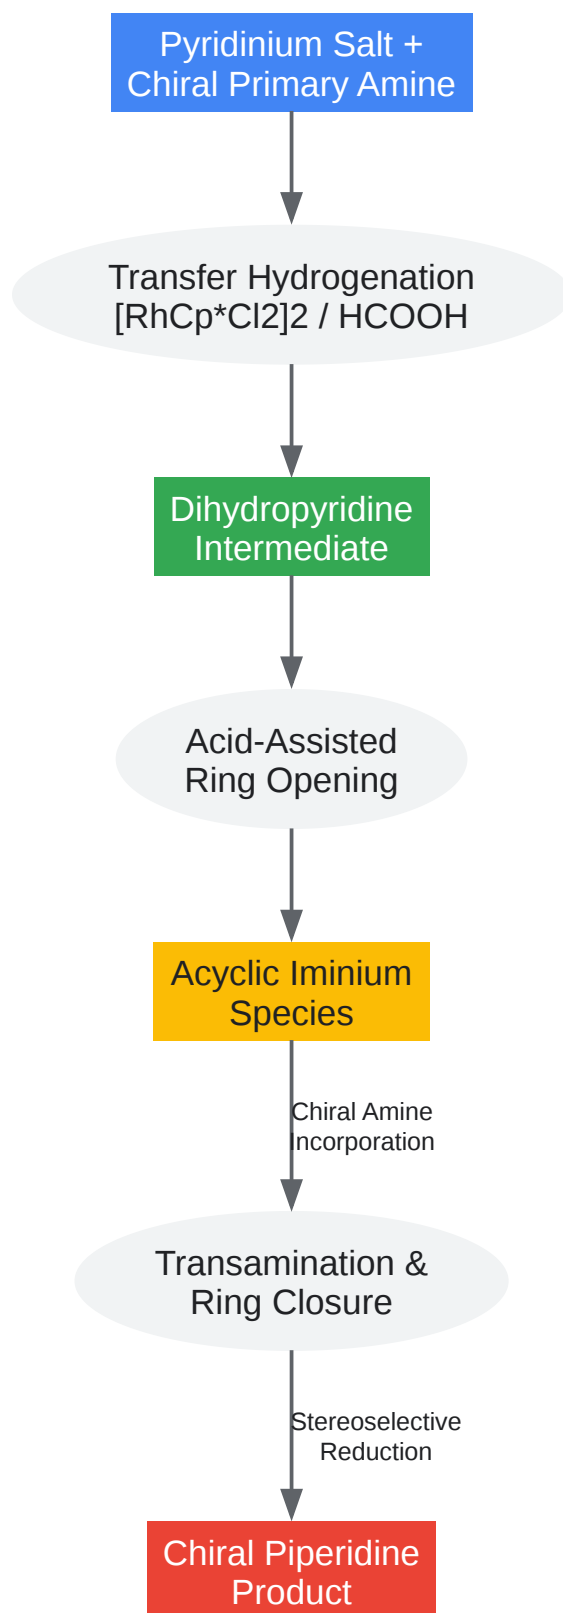 Pyridinium Salt +
Chiral Primary Amine
Transfer Hydrogenation
[RhCp*Cl2]2 / HCOOH
Dihydropyridine
Intermediate
Acid-Assisted
Ring Opening
Acyclic Iminium
Species
Chiral Amine
Incorporation
Transamination &
Ring Closure
Stereoselective
Reduction
Chiral Piperidine
Product